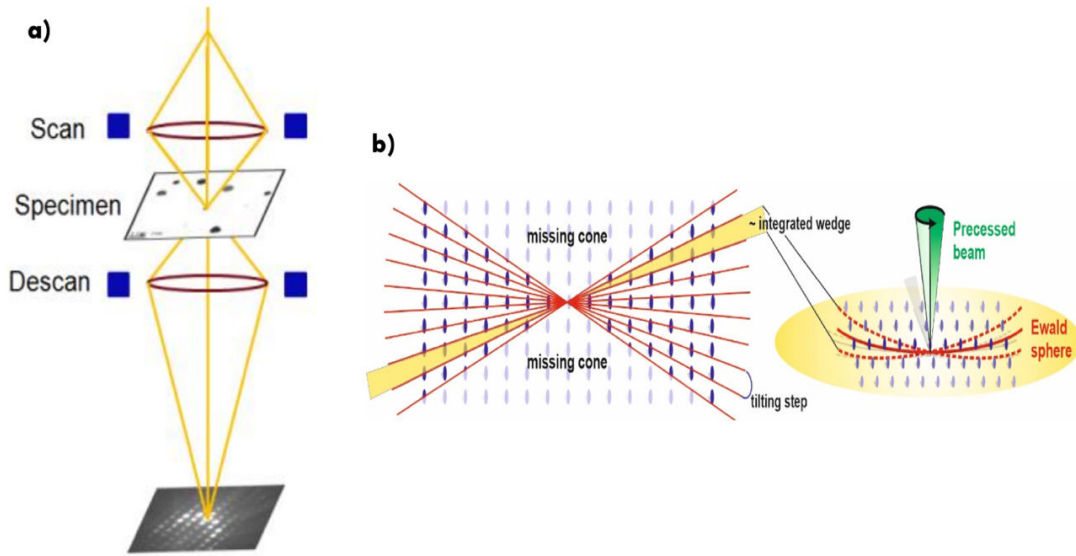 a)
Scan
Specimen
Descan
b)
missing cone
~ integrated wedge
missing cone
tilting step
Precessed
beam
Ewald
sphere